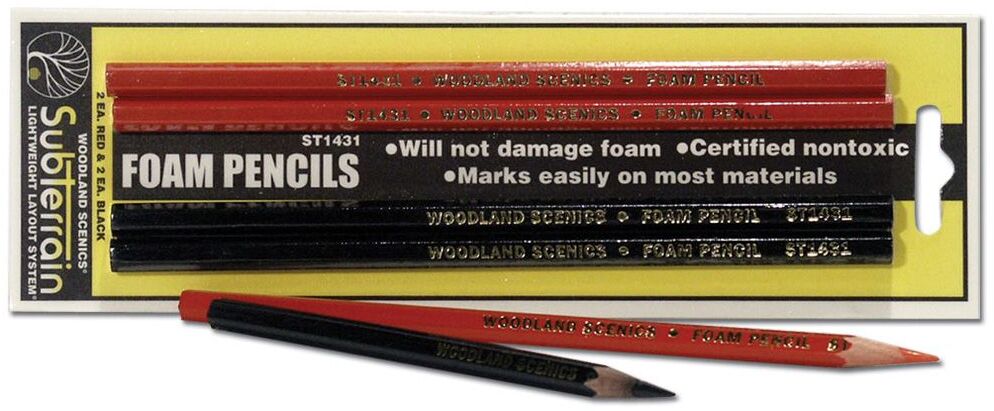 WOODLAND SCENICS®
SubTerrain
LIGHTWEIGHT LAYOUT SYSTEM®
2 EA. RED & 2 EA. BLACK
ST1431 • WOODLAND SCENICS • FOAM PENCIL
ST1431 • WOODLAND SCENICS • FOAM PENCIL
ST1431
FOAM PENCILS
•Will not damage foam •Certified nontoxic
•Marks easily on most materials
WOODLAND SCENICS • FOAM PENCIL ST1431
WOODLAND SCENICS • FOAM PENCIL ST1431
WOODLAND SCENICS • FOAM PENCIL S
WOODLAND SCENICS